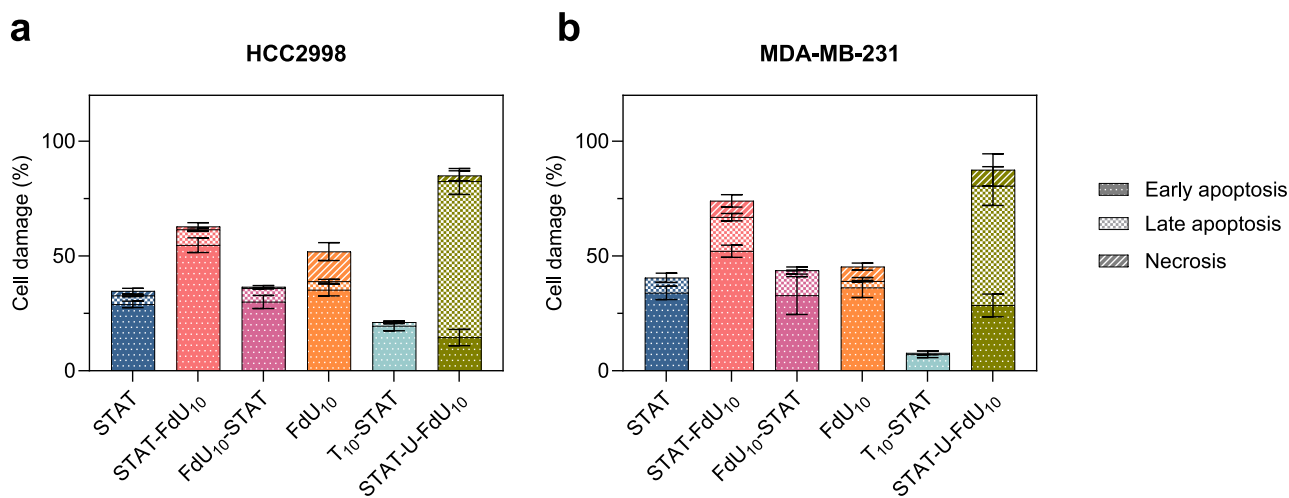 a
HCC2998
Cell damage (%)
100
50
0
STAT
STAT-FdU₁₀
FdU₁₀-STAT
FdU₁₀
T₁₀-STAT
STAT-U-FdU₁₀
b
MDA-MB-231
Cell damage (%)
100
50
0
STAT
STAT-FdU₁₀
FdU₁₀-STAT
FdU₁₀
T₁₀-STAT
STAT-U-FdU₁₀
Early apoptosis
Late apoptosis
Necrosis